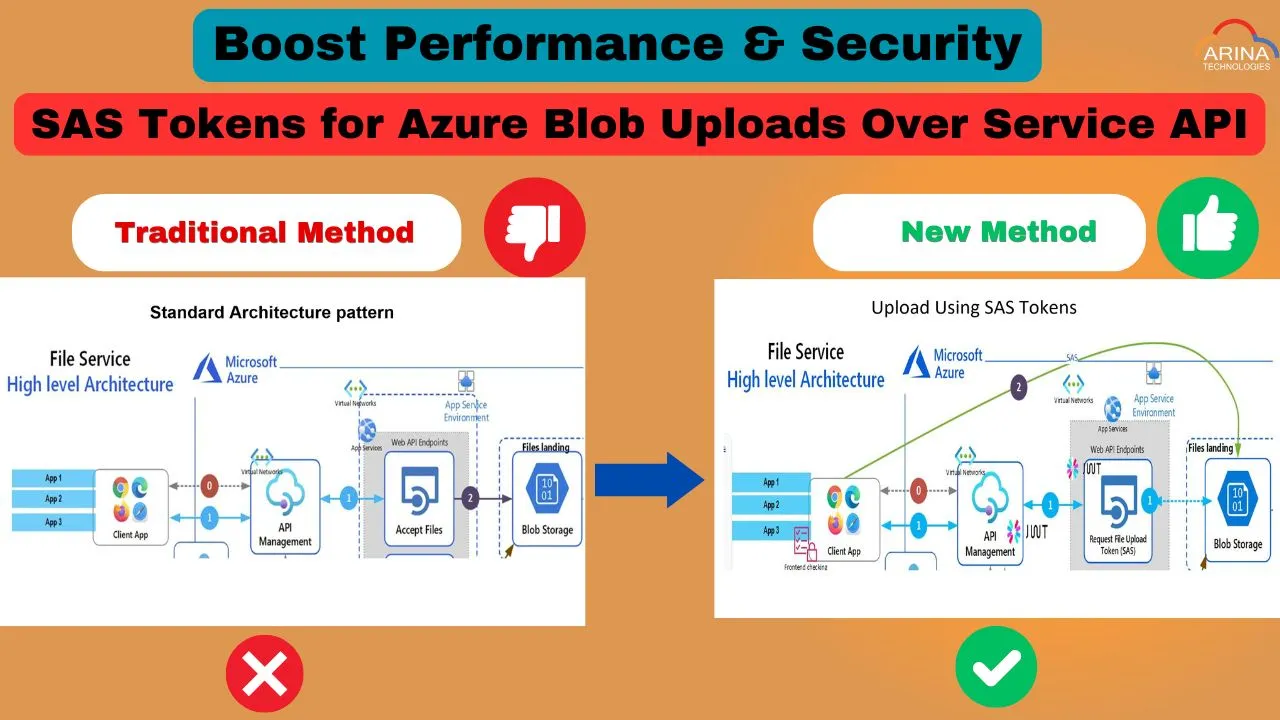 Boost Performance & Security
ARINA
TECHNOLOGIES
SAS Tokens for Azure Blob Uploads Over Service API
Traditional Method
New Method
Standard Architecture pattern
File Service
High level Architecture
Microsoft
Azure
Virtual Networks
App Service
Environment
App Services
Web API Endpoints
Files landing
Virtual Networks
App 1
App 2
App 3
Client App
0
1
API
Management
1
Accept Files
2
10
01
Blob Storage
Upload Using SAS Tokens
File Service
High level Architecture
Microsoft
Azure
SAS
2
Virtual Networks
App Service
Environment
App Services
Web API Endpoints
Files landing
Virtual Networks
JWT
App 1
App 2
App 3
Client App
Frontend checking
0
1
API
Management
JWT
1
Request File Upload
Token (SAS)
1
10
01
Blob Storage